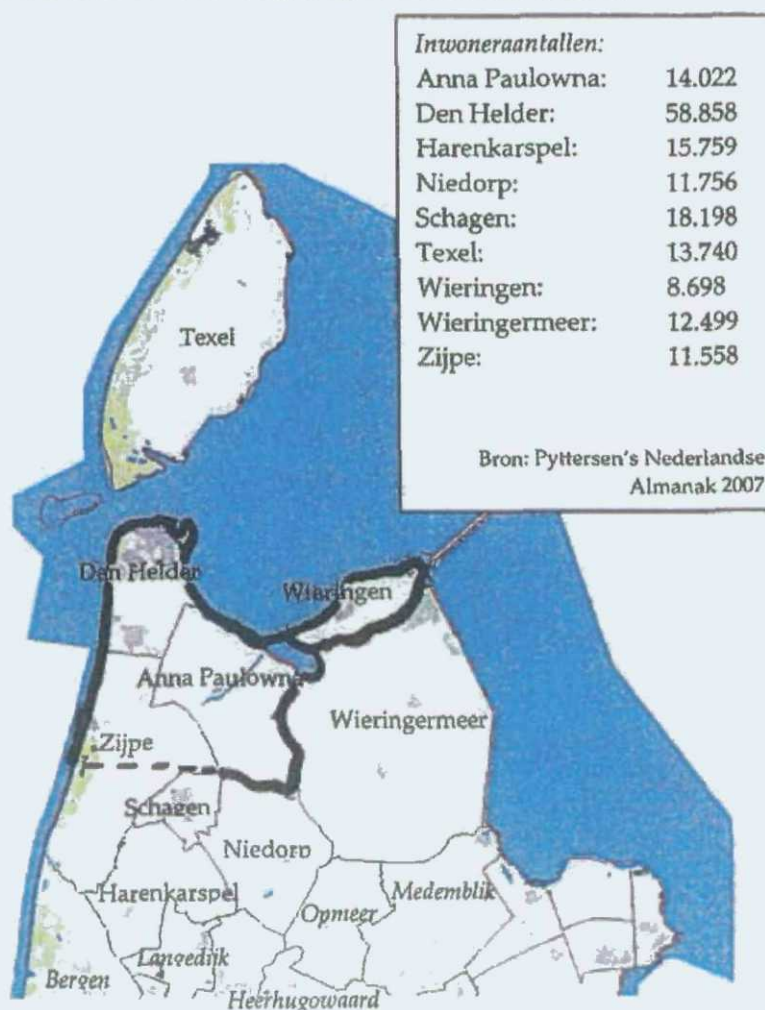 Inwoneraantallen:
Anna Paulowna: 14.022
Den Helder: 58.858
Harenkarspel: 15.759
Niedorp: 11.756
Schagen: 18.198
Texel: 13.740
Wieringen: 8.698
Wieringermeer: 12.499
Zijpe: 11.558
Bron: Pyttersen's Nederlandse
Almanak 2007
Texel
Den Helder
Wieringen
Anna Paulowna
Wieringermeer
Zijpe
Schagen
Niedorp
Harenkarspel
Medemblik
Opmeer
Langedijk
Bergen
Heerhugowaard